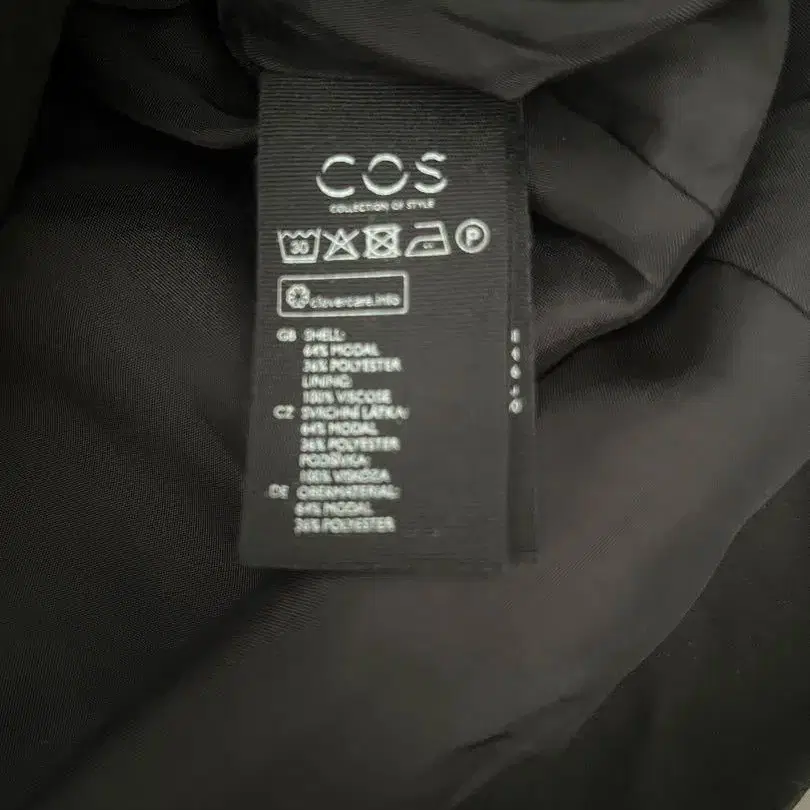 COS
COLLECTION OF STYLE
30 P
clevercare.info
GB SHELL:
64% MODAL
36% POLYESTER
LINING:
100% VISCOSE
CZ SVRCHNÍ LÁTKA:
64% MODAL
36% POLYESTER
PODŠÍVKA:
100% VISKÓZA
DE OBERMATERIAL:
64% MODAL
36% POLYESTER